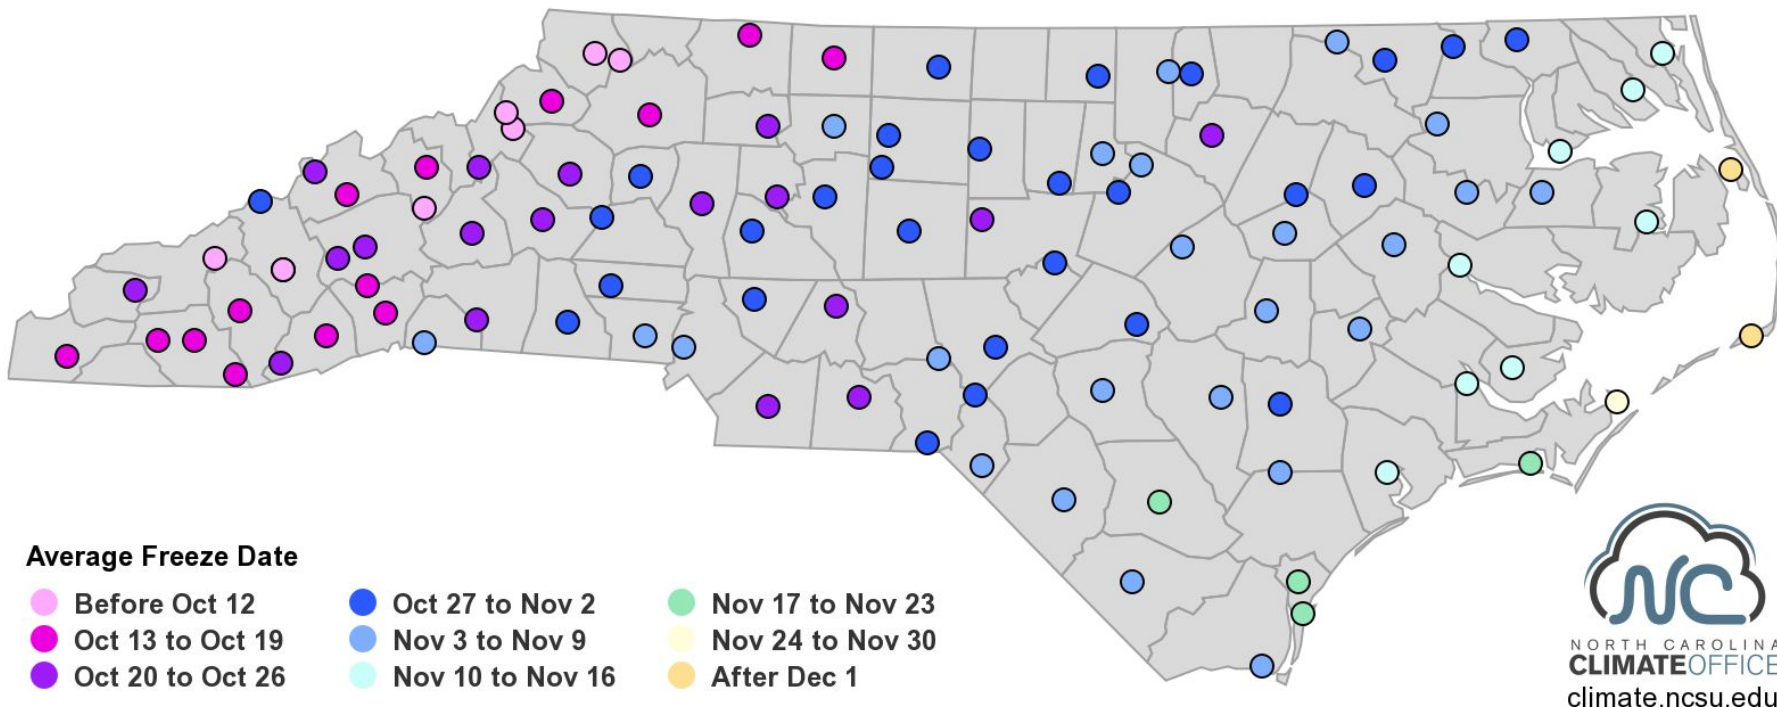 Average Freeze Date
Before Oct 12
Oct 13 to Oct 19
Oct 20 to Oct 26
Oct 27 to Nov 2
Nov 3 to Nov 9
Nov 10 to Nov 16
Nov 17 to Nov 23
Nov 24 to Nov 30
After Dec 1
NC
NORTH CAROLINA
CLIMATEOFFICE
climate.ncsu.edu